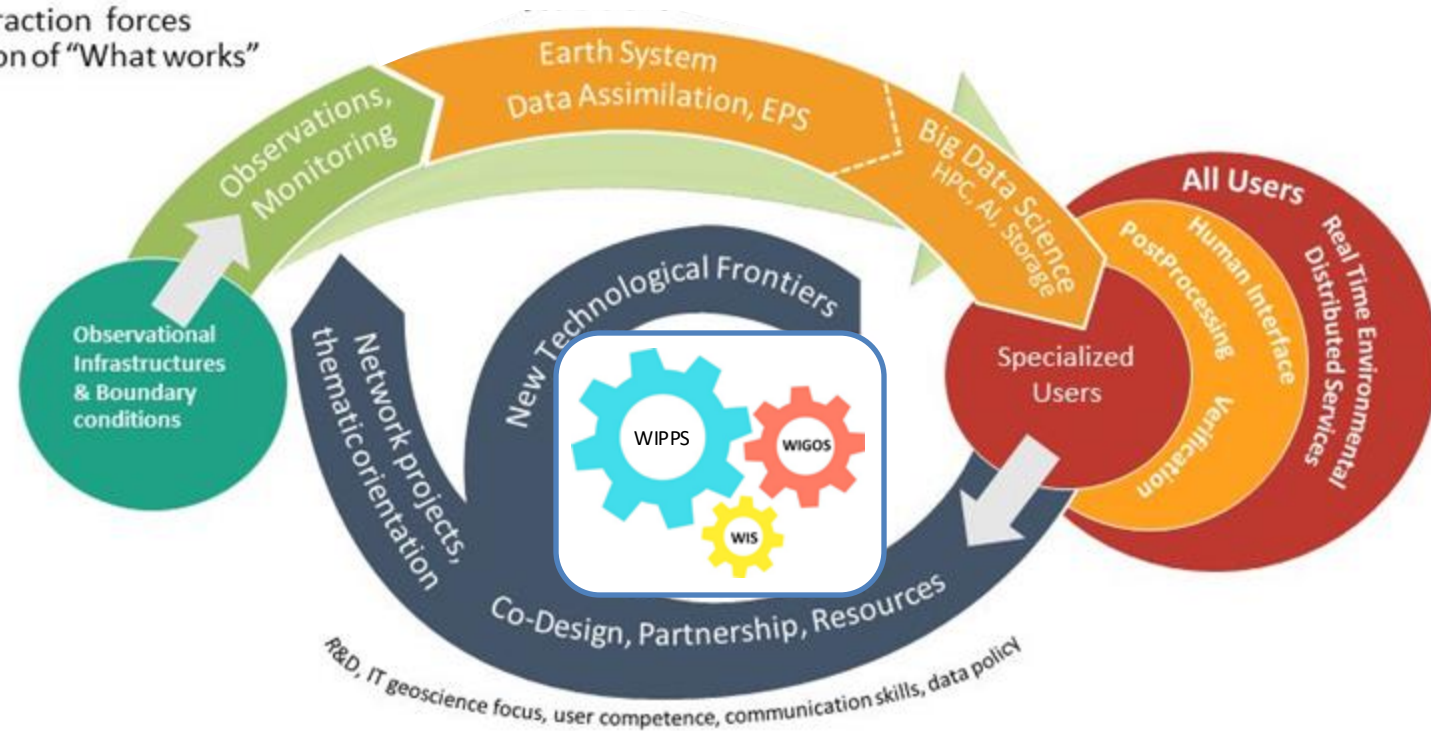 raction forces
on of “What works”
Observations,
Monitoring
Earth System
Data Assimilation, EPS
Big Data Science
HPC, AI, Storage
All Users
Real Time Environmental
Distributed Services
Human Interface
PostProcessing
Verification
Specialized
Users
Observational
Infrastructures
& Boundary
conditions
New Technological Frontiers
Network projects,
thematic orientation
WIPPS
WIGOS
WIS
Co-Design, Partnership, Resources
R&D, IT geoscience focus, user competence, communication skills, data policy